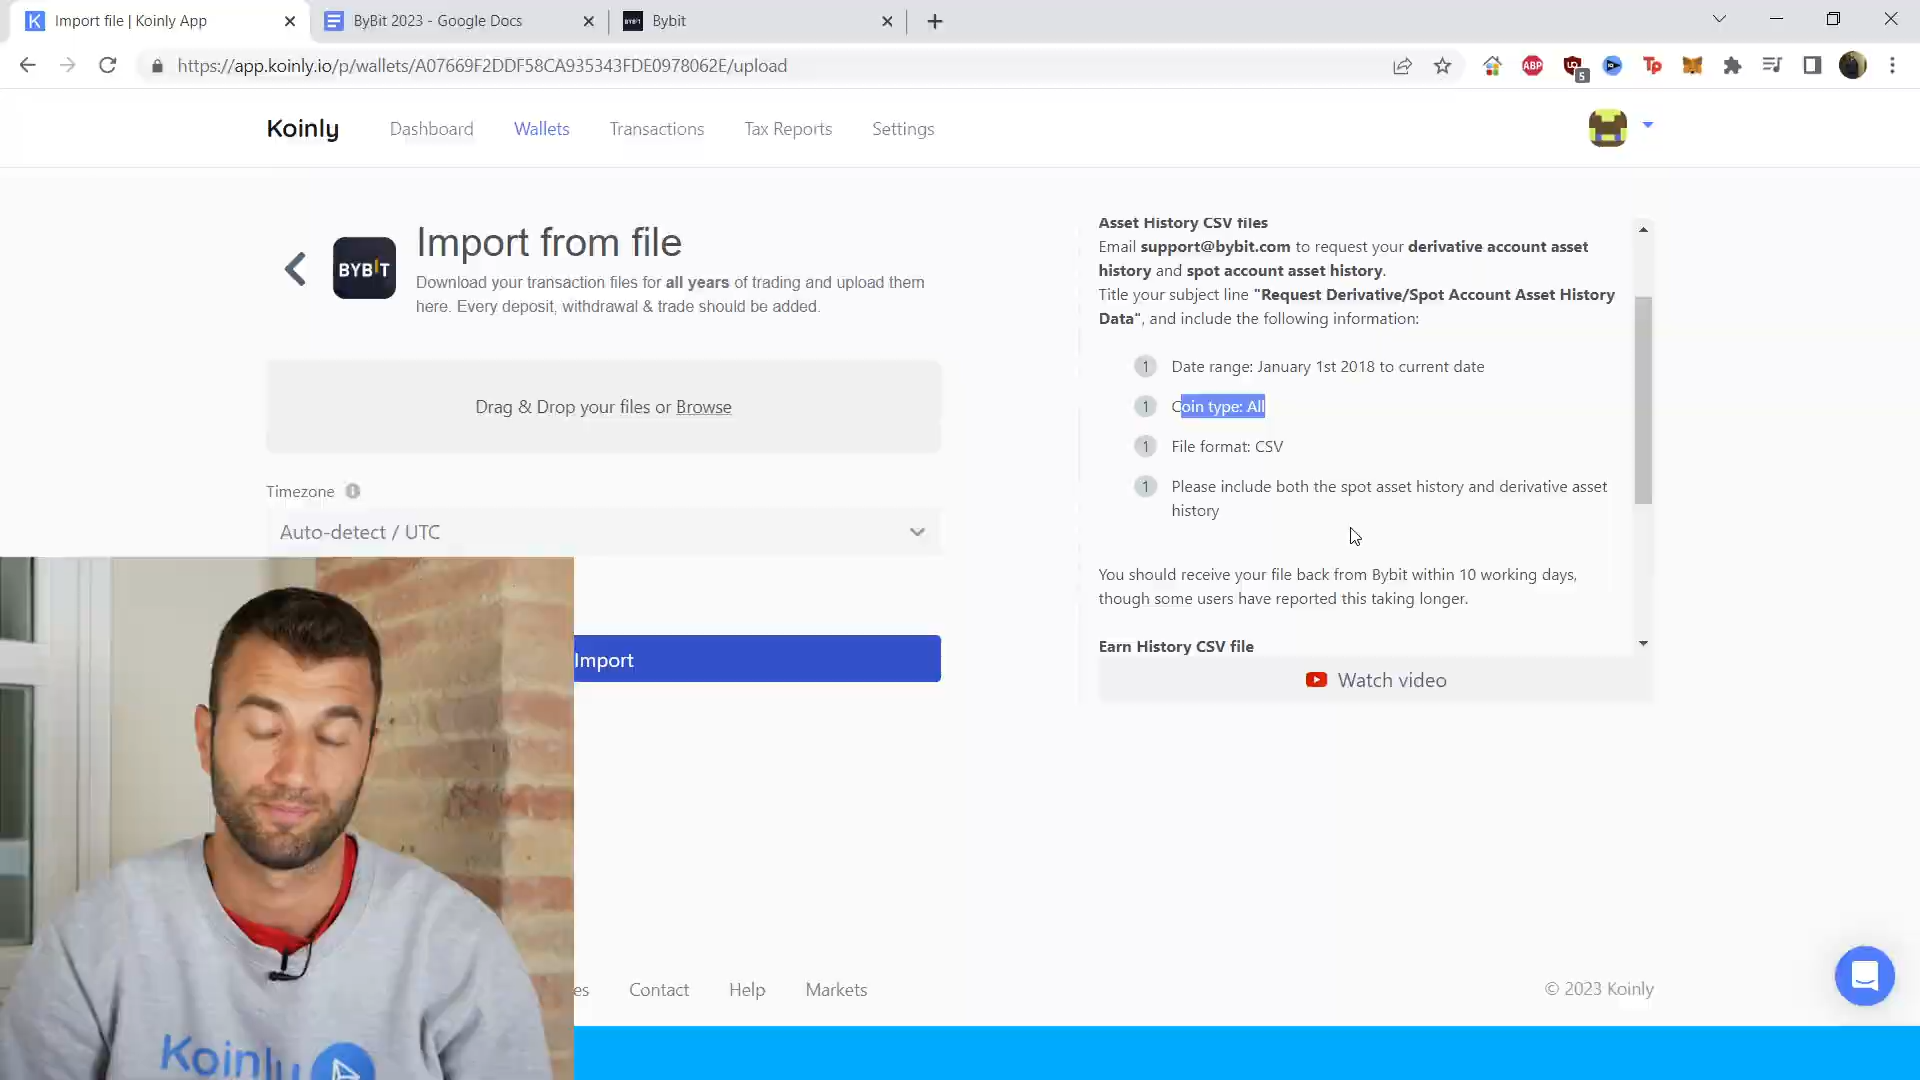 Import file | Koinly App
ByBit 2023 - Google Docs
Bybit
https://app.koinly.io/p/wallets/A07669F2DDF58CA935343FDE0978062E/upload
ABP
5
Tp
Koinly
Dashboard
Wallets
Transactions
Tax Reports
Settings
BYBIT
Import from file
Download your transaction files for all years of trading and upload them
here. Every deposit, withdrawal & trade should be added.
Drag & Drop your files or Browse
Timezone
Auto-detect / UTC
Import
Asset History CSV files
Email support@bybit.com to request your derivative account asset
history and spot account asset history.
Title your subject line "Request Derivative/Spot Account Asset History
Data", and include the following information:
1 Date range: January 1st 2018 to current date
1 Coin type: All
1 File format: CSV
1 Please include both the spot asset history and derivative asset
history
You should receive your file back from Bybit within 10 working days,
though some users have reported this taking longer.
Earn History CSV file
Watch video
es
Contact
Help
Markets
© 2023 Koinly
Koinly